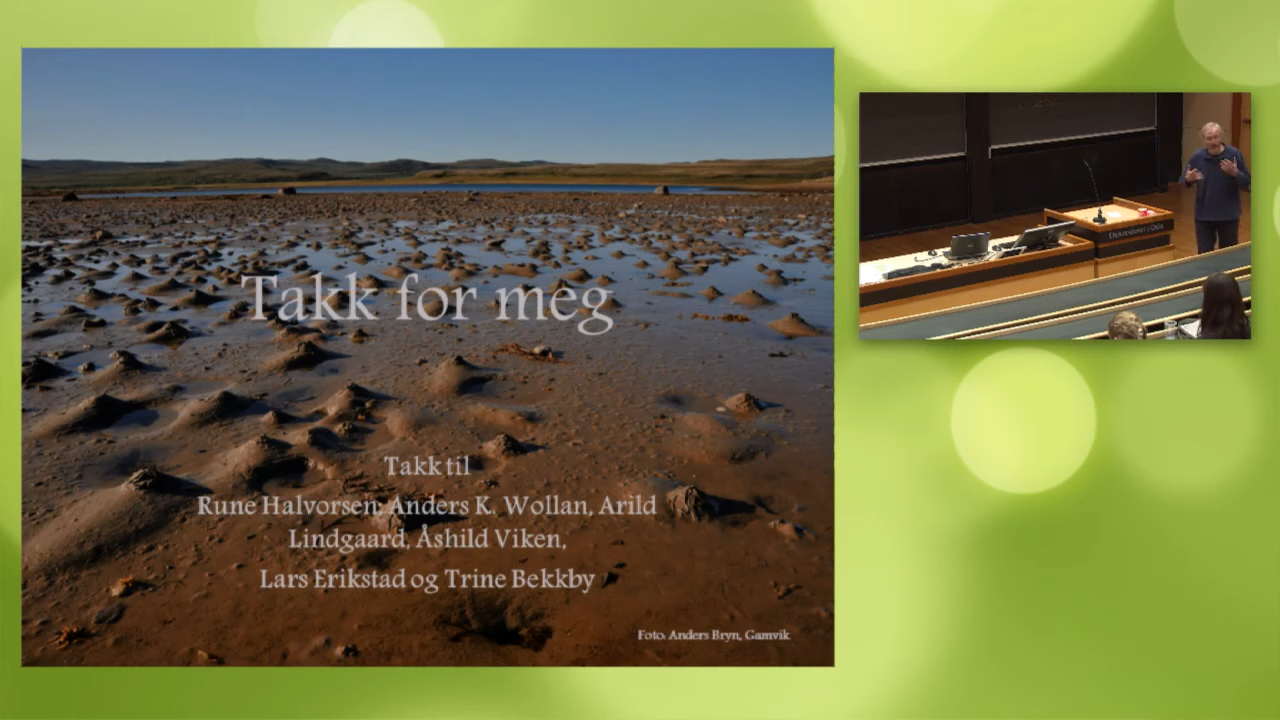 Takk for meg
Takk til
Rune Halvorsen, Anders K. Wollan, Arild
Lindgaard, Åshild Viken,
Lars Erikstad og Trine Bekkby
Foto: Anders Bryn, Gamvik